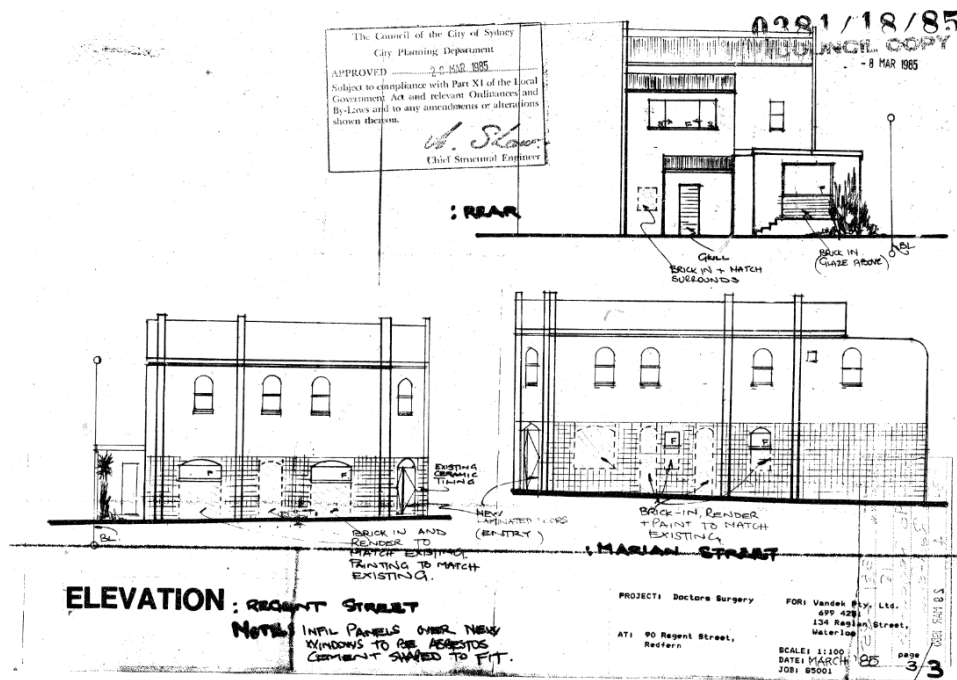 The Council of the City of Sydney
City Planning Department
APPROVED 20 MAR 1985
Subject to compliance with Part XI of the Local
Government Act and relevant Ordinances and
By-Laws and to any amendments or alterations
shown thereon.
Chief Structural Engineer
0381/18/85
COUNCIL COPY
- 8 MAR 1985
: REAR
GRILL
BRICK IN + MATCH
SURROUNDS
BRICK IN
(GLAZE ABOVE)
BL
F
F
EXISTING
CERAMIC
TILING
NEW
LAMINATED DOORS
(ENTRY)
BL
BRICK IN AND
RENDER TO
MATCH EXISTING.
PAINTING TO MATCH
EXISTING.
F
F
BRICK-IN, RENDER
+ PAINT TO MATCH
EXISTING
: MARIAN STREET
ELEVATION : REGENT STREET
NOTE: INFIL PANELS OVER NEW
WINDOWS TO BE ASBESTOS
CEMENT SHAPED TO FIT.
PROJECT: Doctors Surgery
AT: 90 Regent Street,
Redfern
FOR: Vandek Pty. Ltd.
134 Raglan Street,
Waterloo
SCALE: 1:100
DATE: MARCH '85
JOB: 85001
page
3/3